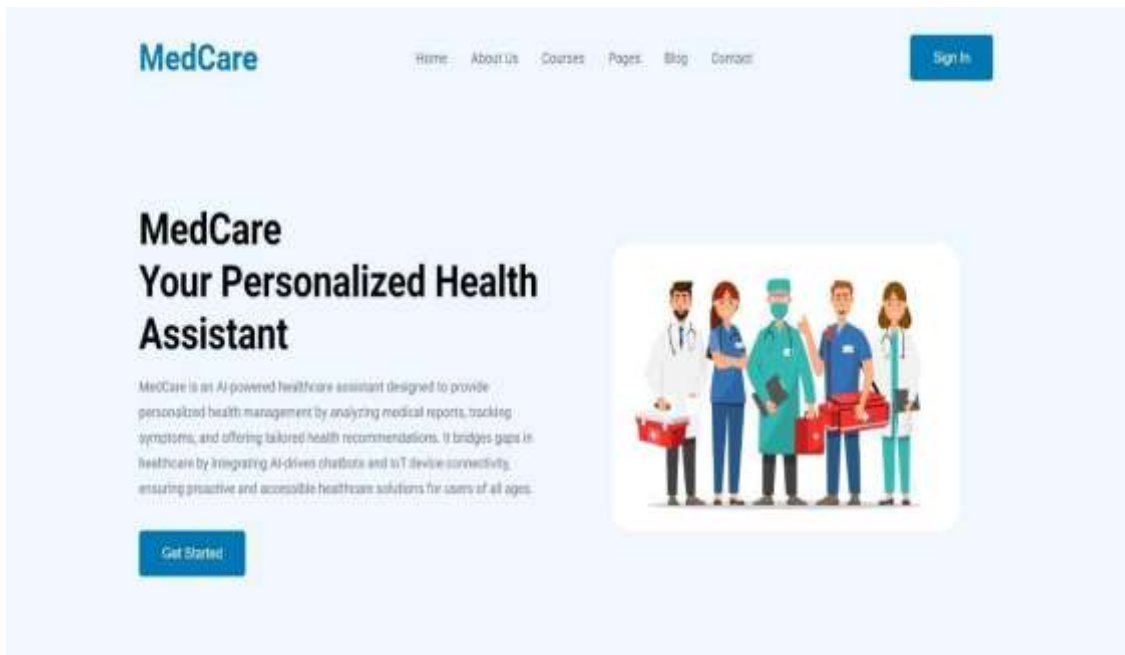 MedCare
Home About Us Courses Pages Blog Contact
Sign In
MedCare
Your Personalized Health
Assistant
MedCare is an AI-powered healthcare assistant designed to provide
personalized health management by analyzing medical reports, tracking
symptoms, and offering tailored health recommendations. It bridges gaps in
healthcare by integrating AI-driven chatbots and IoT device connectivity,
ensuring proactive and accessible healthcare solutions for users of all ages.
Get Started